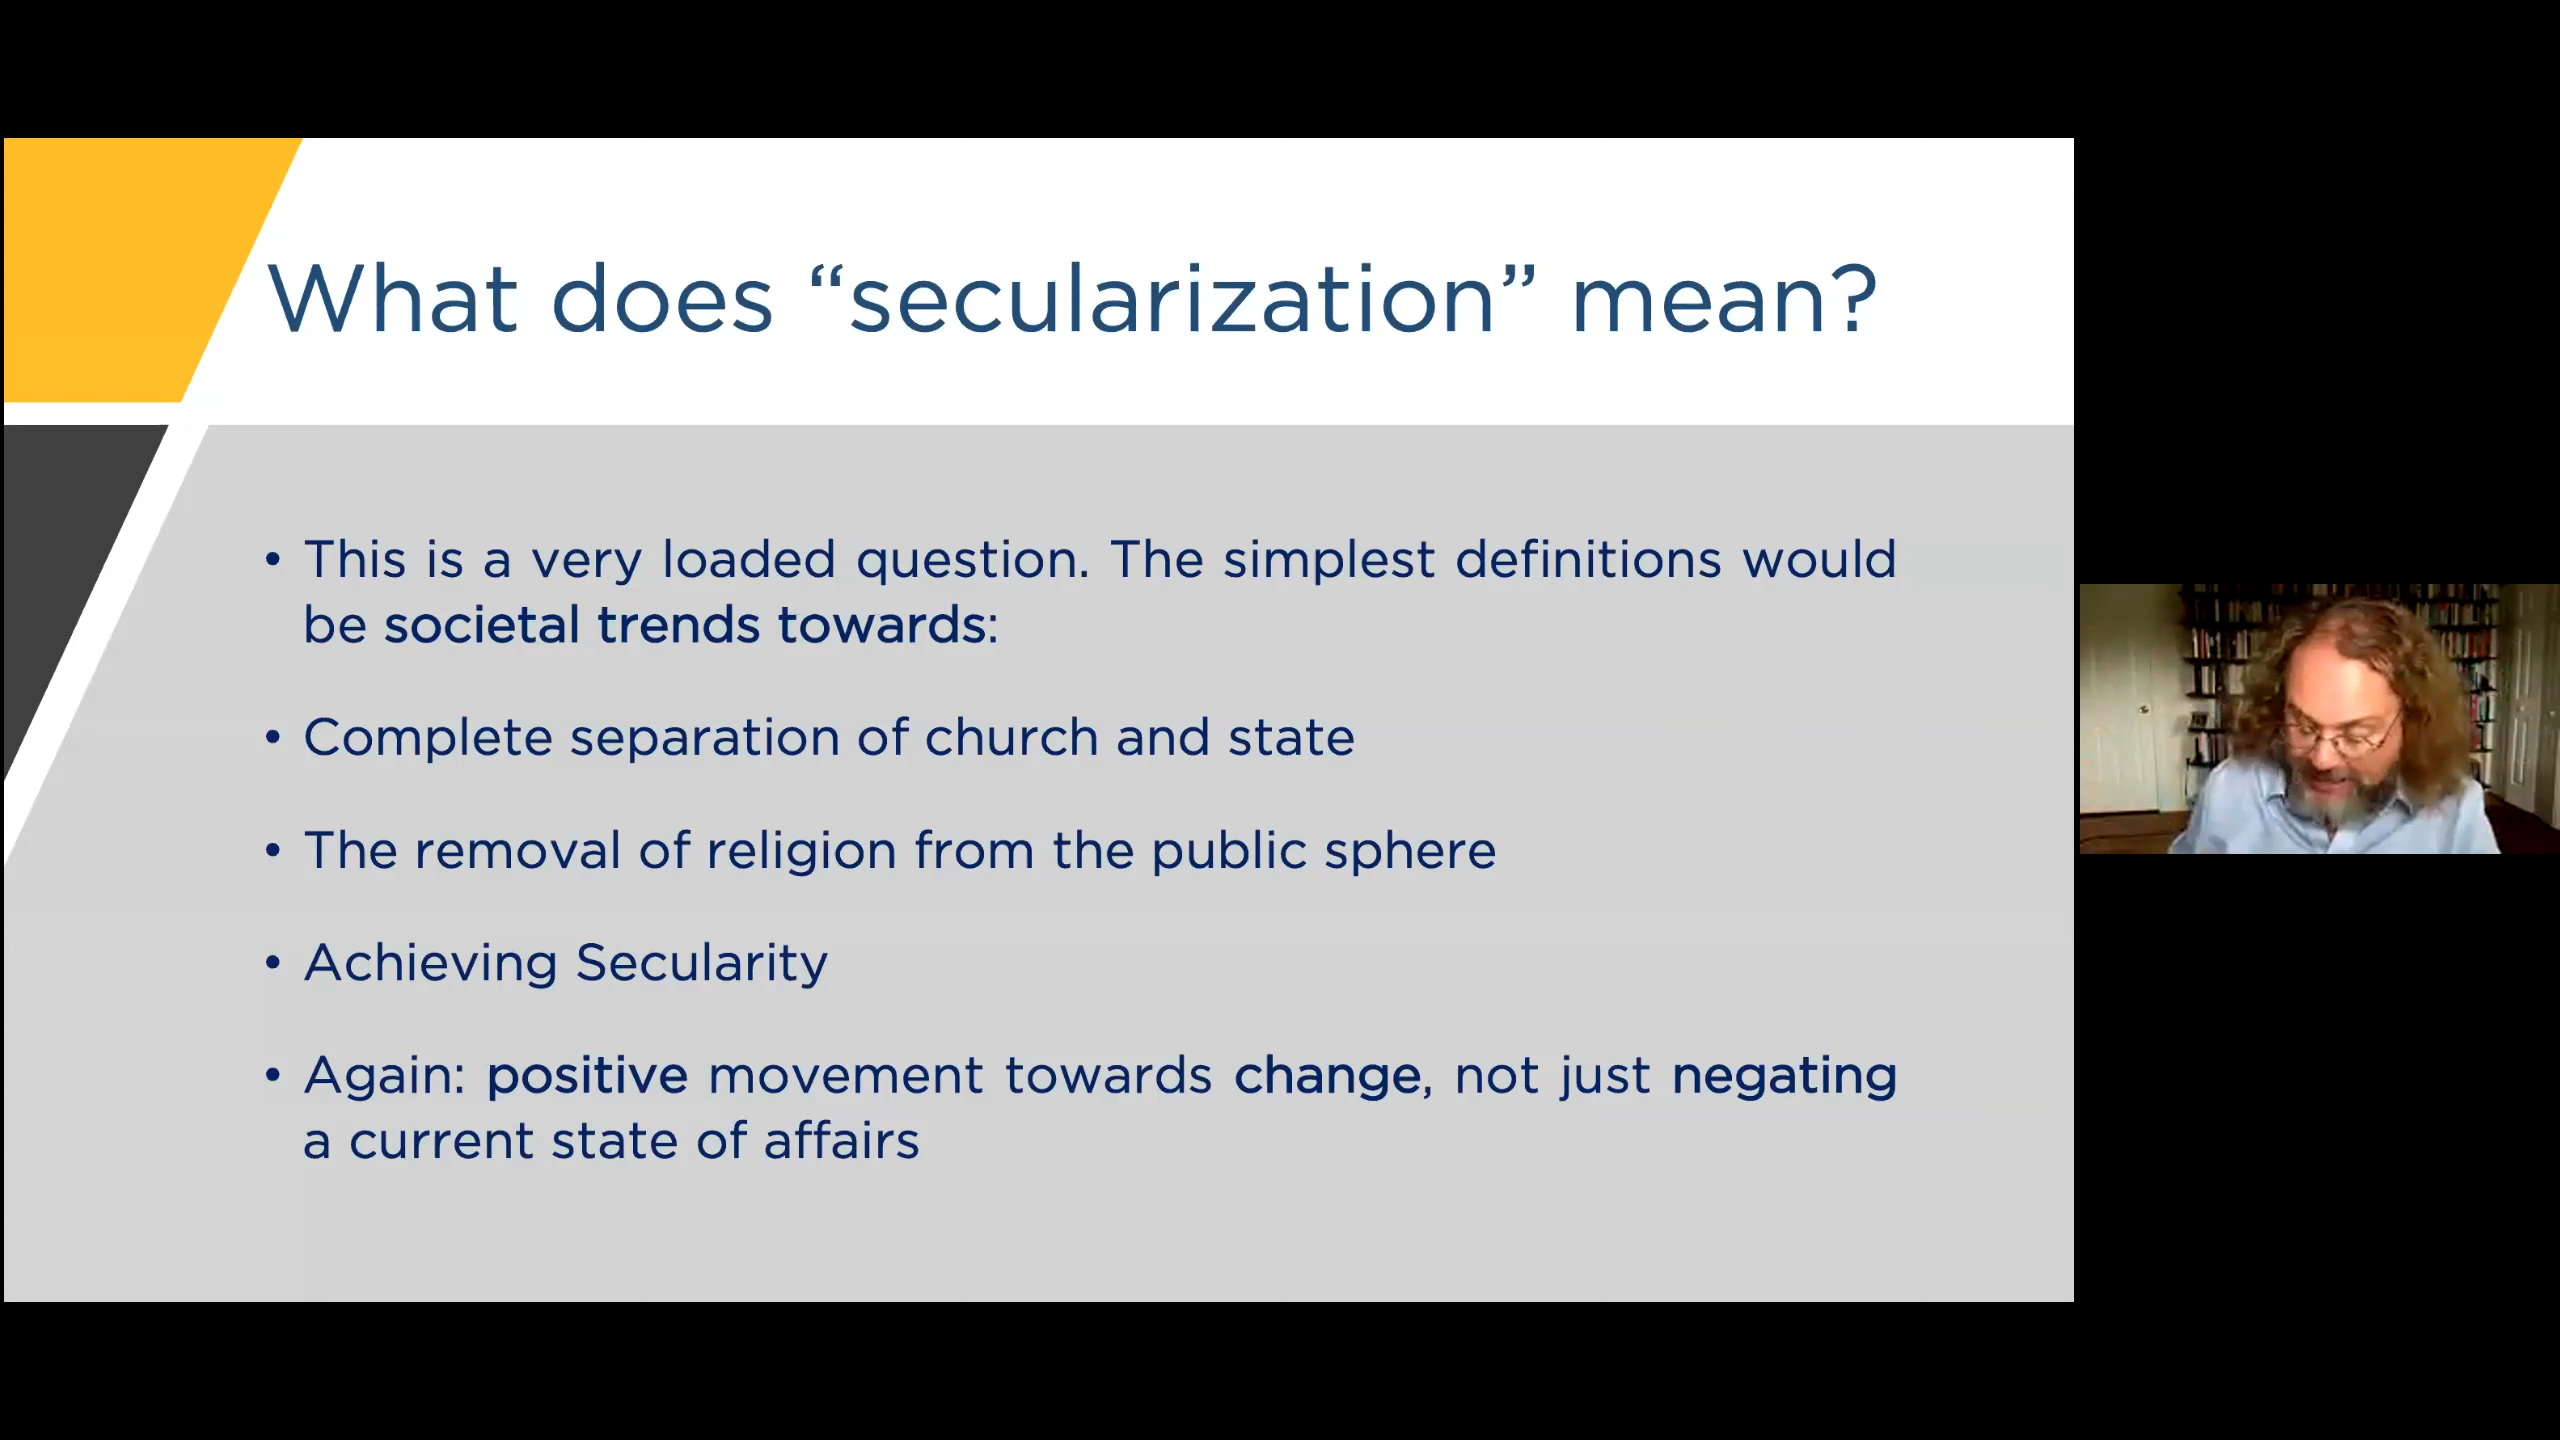 What does “secularization” mean?
• This is a very loaded question. The simplest definitions would
be societal trends towards:
• Complete separation of church and state
• The removal of religion from the public sphere
• Achieving Secularity
• Again: positive movement towards change, not just negating
a current state of affairs